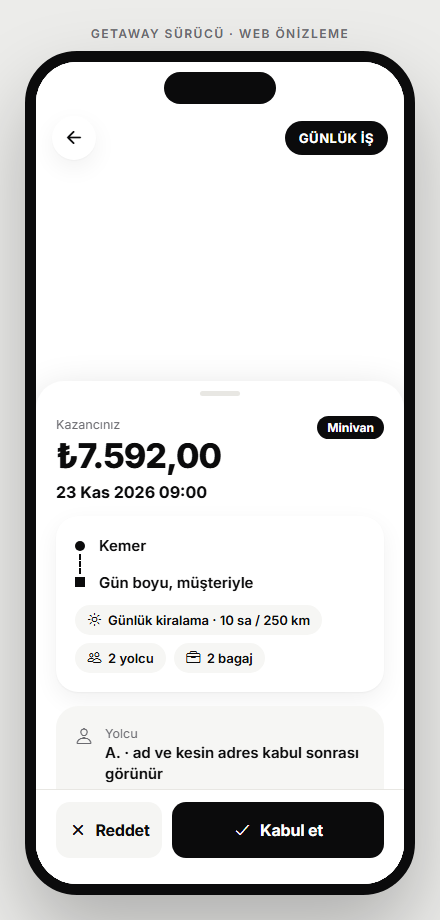 GETAWAY SÜRÜCÜ · WEB ÖNİZLEME
GÜNLÜK İŞ
Kazancınız
Minivan
₺7.592,00
23 Kas 2026 09:00
Kemer
Gün boyu, müşteriyle
Günlük kiralama · 10 sa / 250 km
2 yolcu
2 bagaj
Yolcu
A. · ad ve kesin adres kabul sonrası
görünür
Reddet
Kabul et